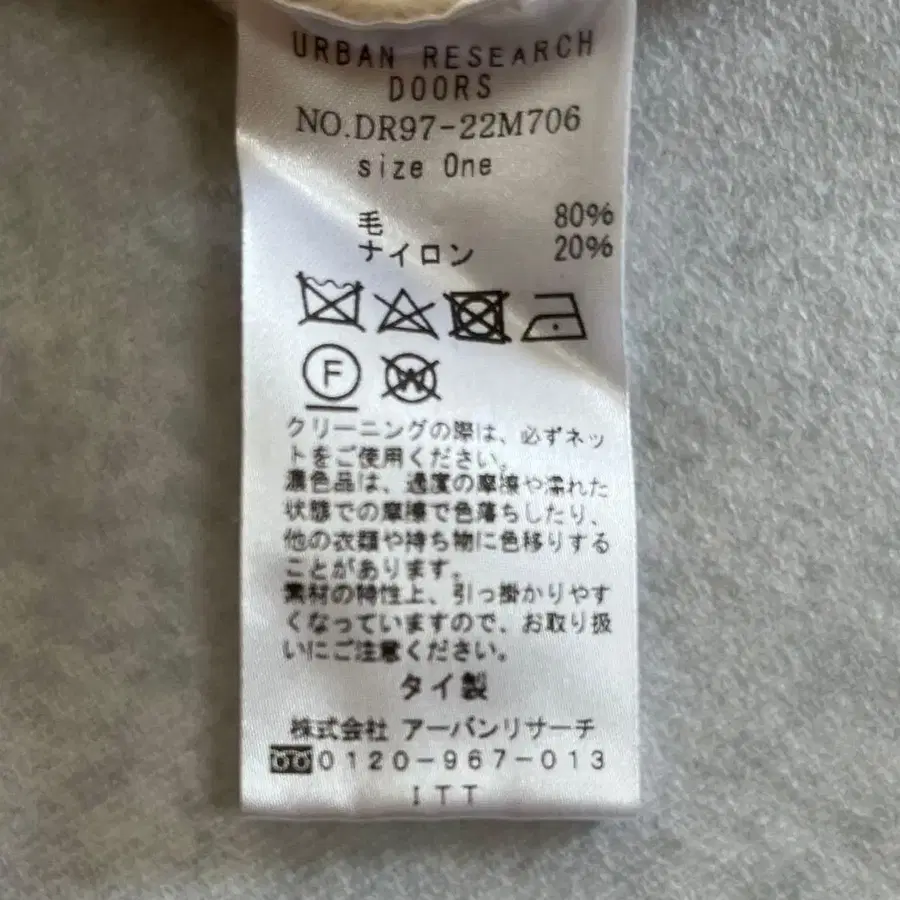 URBAN RESEARCH
DOORS
NO.DR97-22M706
size One
毛 80%
ナイロン 20%
F W
クリーニングの際は、必ずネッ
トをご使用ください。
濃色品は、過度の摩擦や濡れた
状態での摩擦で色落ちしたり、
他の衣類や持ち物に色移りする
ことがあります。
素材の特性上、引っ掛かりやす
くなっていますので、お取り扱
いにご注意ください。
タイ製
株式会社 アーバンリサーチ
0120-967-013
ITT